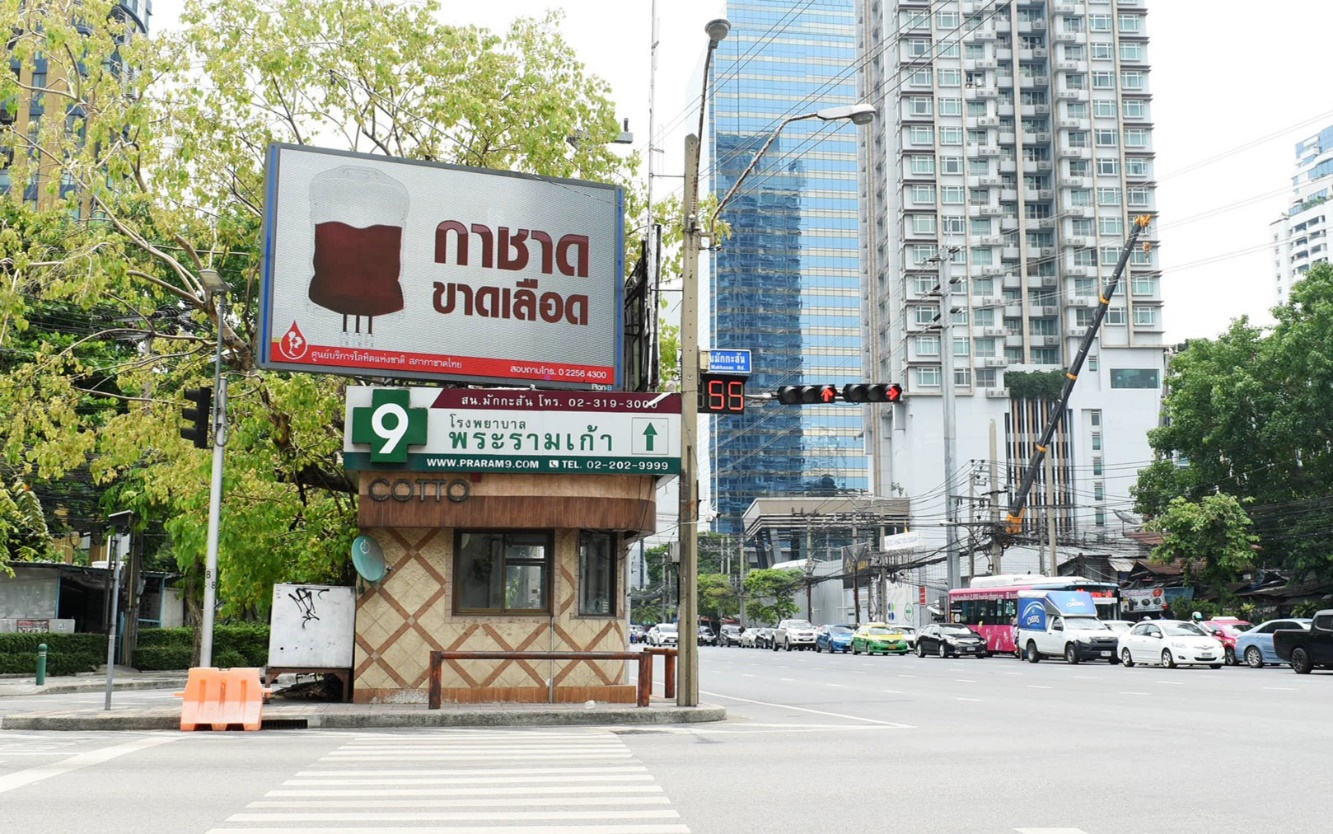 กาชาด
ขาดเลือด
ศูนย์บริการโลหิตแห่งชาติ สภากาชาดไทย
สอบถามโทร. 0 2256 4300
Plan-B
สน.มักกะสัน โทร. 02-319-3000
9
โรงพยาบาล
พระรามเก้า
WWW.PRARAM9.COM TEL. 02-202-9999
COTTO
มักกะสัน
Makkasan Rd.
55